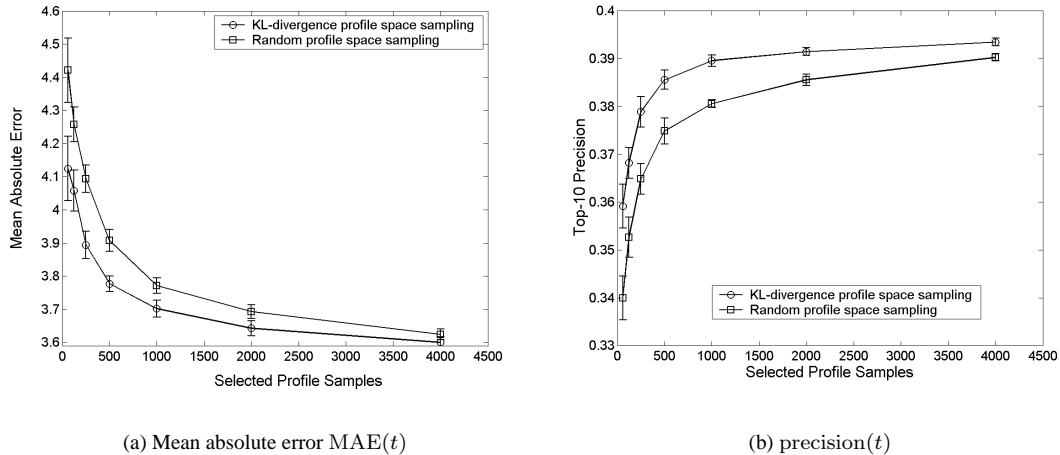 4.6
4.5
4.4
4.3
4.2
4.1
4
3.9
3.8
3.7
3.6
Mean Absolute Error
KL-divergence profile space sampling
Random profile space sampling
0 500 1000 1500 2000 2500 3000 3500 4000 4500
Selected Profile Samples
(a) Mean absolute error MAE(t)
0.4
0.39
0.38
0.37
0.36
0.35
0.34
0.33
Top-10 Precision
KL-divergence profile space sampling
Random profile space sampling
0 500 1000 1500 2000 2500 3000 3500 4000 4500
Selected Profile Samples
(b) precision(t)